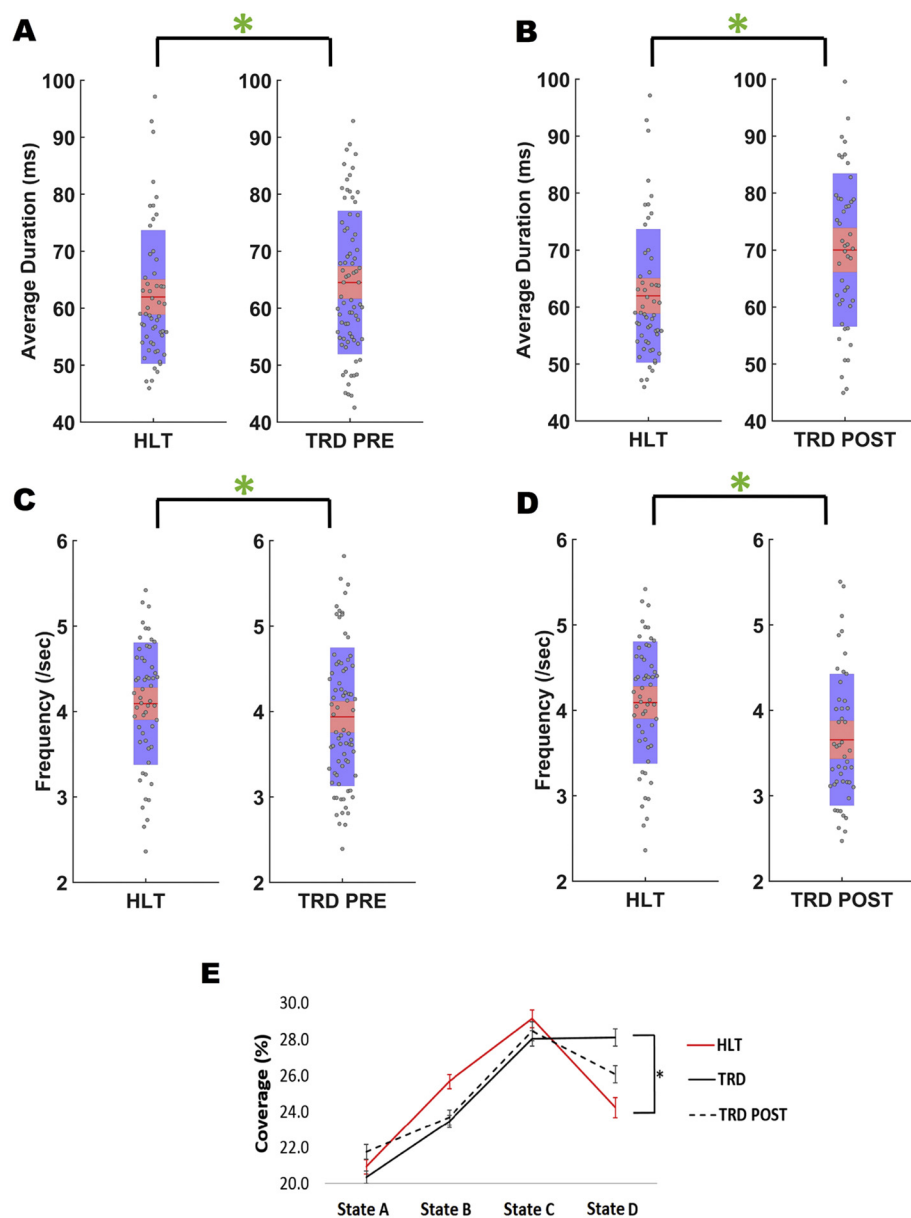 A
*
Average Duration (ms)
100
90
80
70
60
50
40
HLT
100
90
80
70
60
50
40
TRD PRE
B
*
Average Duration (ms)
100
90
80
70
60
50
40
HLT
100
90
80
70
60
50
40
TRD POST
C
*
Frequency (/sec)
6
5
4
3
2
HLT
6
5
4
3
2
TRD PRE
D
*
Frequency (/sec)
6
5
4
3
2
HLT
6
5
4
3
2
TRD POST
E
Coverage (%)
30.0
28.0
26.0
24.0
22.0
20.0
State A State B State C State D
*
HLT
TRD
TRD POST